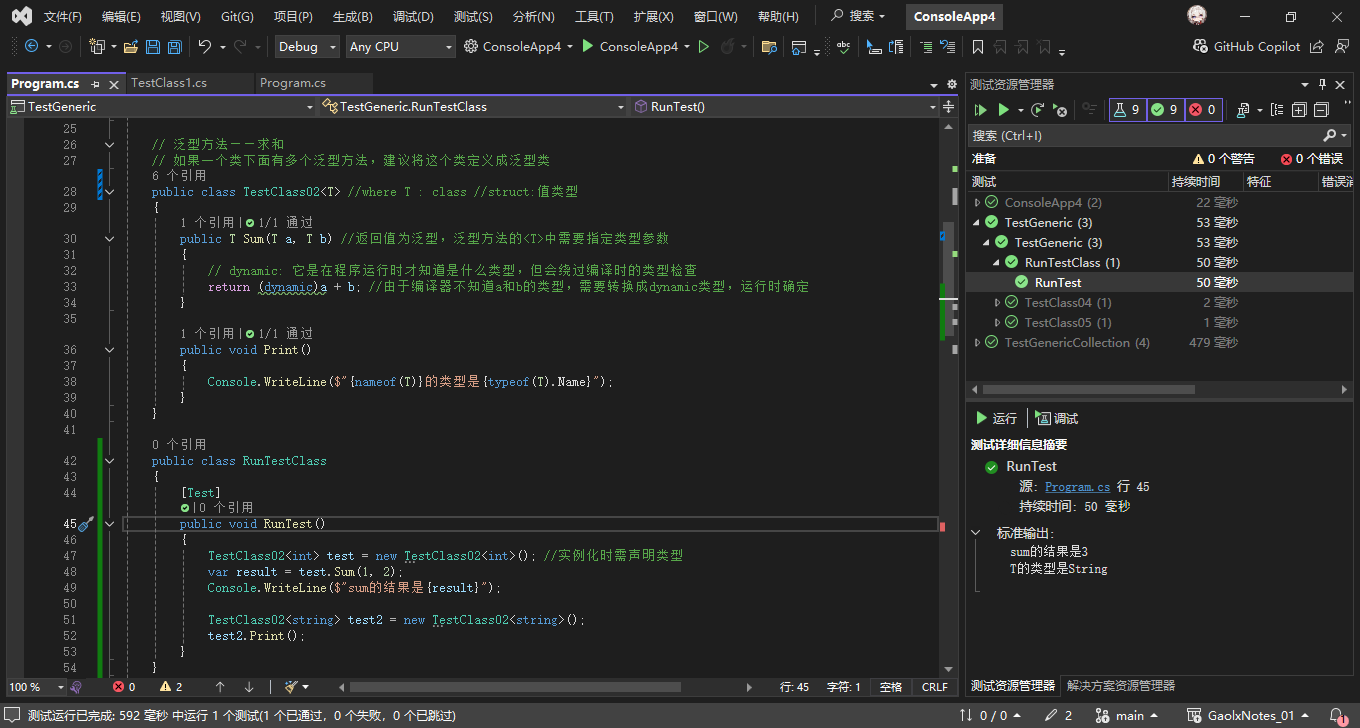 文件(F) 编辑(E) 视图(V) Git(G) 项目(P) 生成(B) 调试(D) 测试(S) 分析(N) 工具(T) 扩展(X) 窗口(W) 帮助(H) 搜索 ConsoleApp4
Debug Any CPU ConsoleApp4 ConsoleApp4 GitHub Copilot
Program.cs TestClass1.cs Program.cs
TestGeneric TestGeneric.RunTestClass RunTest()
25
26 // 泛型方法－－求和
27 // 如果一个类下面有多个泛型方法，建议将这个类定义成泛型类
6 个引用
28 public class TestClass02<T> //where T : class //struct:值类型
29 {
1 个引用|1/1 通过
30 public T Sum(T a, T b) //返回值为泛型，泛型方法的<T>中需要指定类型参数
31 {
32 // dynamic: 它是在程序运行时才知道是什么类型，但会绕过编译时的类型检查
33 return (dynamic)a + b; //由于编译器不知道a和b的类型，需要转换成dynamic类型，运行时确定
34 }
35
1 个引用|1/1 通过
36 public void Print()
37 {
38 Console.WriteLine($"{nameof(T)}的类型是{typeof(T).Name}");
39 }
40 }
41
0 个引用
42 public class RunTestClass
43 {
44 [Test]
|0 个引用
45 public void RunTest()
46 {
47 TestClass02<int> test = new TestClass02<int>(); //实例化时需声明类型
48 var result = test.Sum(1, 2);
49 Console.WriteLine($"sum的结果是{result}");
50
51 TestClass02<string> test2 = new TestClass02<string>();
52 test2.Print();
53 }
54 }
100 % 0 2 行: 45 字符: 1 空格 CRLF
测试资源管理器
9 9 0
搜索 (Ctrl+I)
准备 0 个警告 0 个错误
测试 持续时间 特征 错误消
ConsoleApp4 (2) 22 毫秒
TestGeneric (3) 53 毫秒
TestGeneric (3) 53 毫秒
RunTestClass (1) 50 毫秒
RunTest 50 毫秒
TestClass04 (1) 2 毫秒
TestClass05 (1) 1 毫秒
TestGenericCollection (4) 479 毫秒
运行 调试
测试详细信息摘要
RunTest
源: Program.cs 行 45
持续时间: 50 毫秒
标准输出:
sum的结果是3
T的类型是String
测试资源管理器 解决方案资源管理器
测试运行已完成: 592 毫秒 中运行 1 个测试(1 个已通过，0 个失败，0 个已跳过) 0 / 0 2 main GaolxNotes_01 1